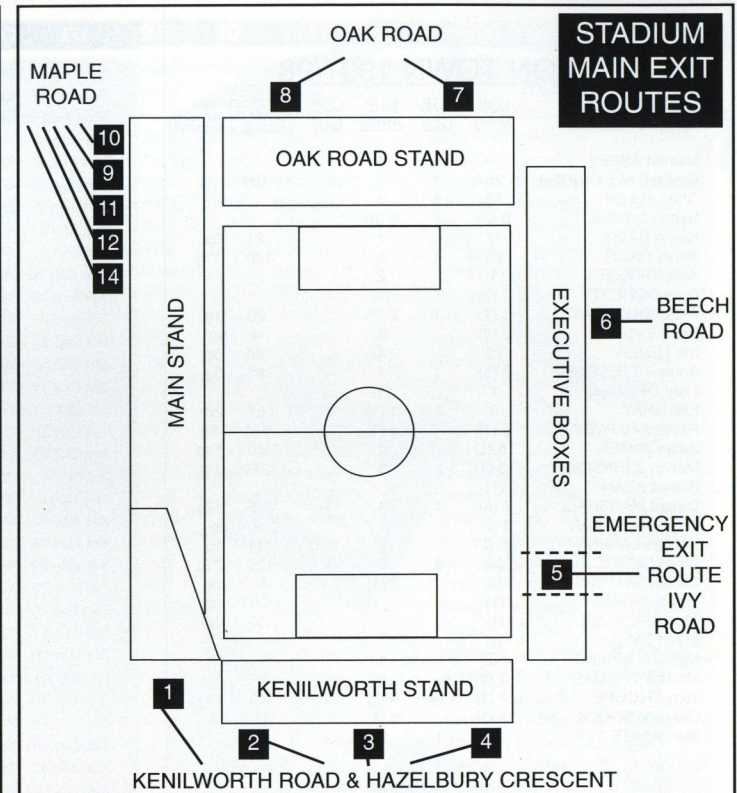 OAK ROAD
STADIUM
MAIN EXIT
ROUTES
MAPLE
ROAD
8
7
10
9
11
12
14
OAK ROAD STAND
MAIN STAND
EXECUTIVE BOXES
6
BEECH
ROAD
EMERGENCY
EXIT
ROUTE
IVY
ROAD
5
KENILWORTH STAND
1
2
3
4
KENILWORTH ROAD & HAZELBURY CRESCENT